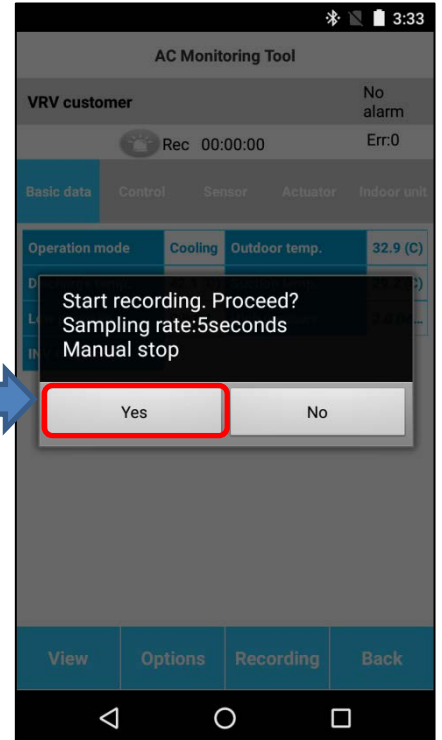 3:33
AC Monitoring Tool
VRV customer
No
alarm
Rec 00:00:00
Err:0
Basic data Control Sensor Actuator Indoor unit
Operation mode Cooling Outdoor temp. 32.9 (C)
Start recording. Proceed?
Sampling rate:5seconds
Manual stop
Yes No
View Options Recording Back